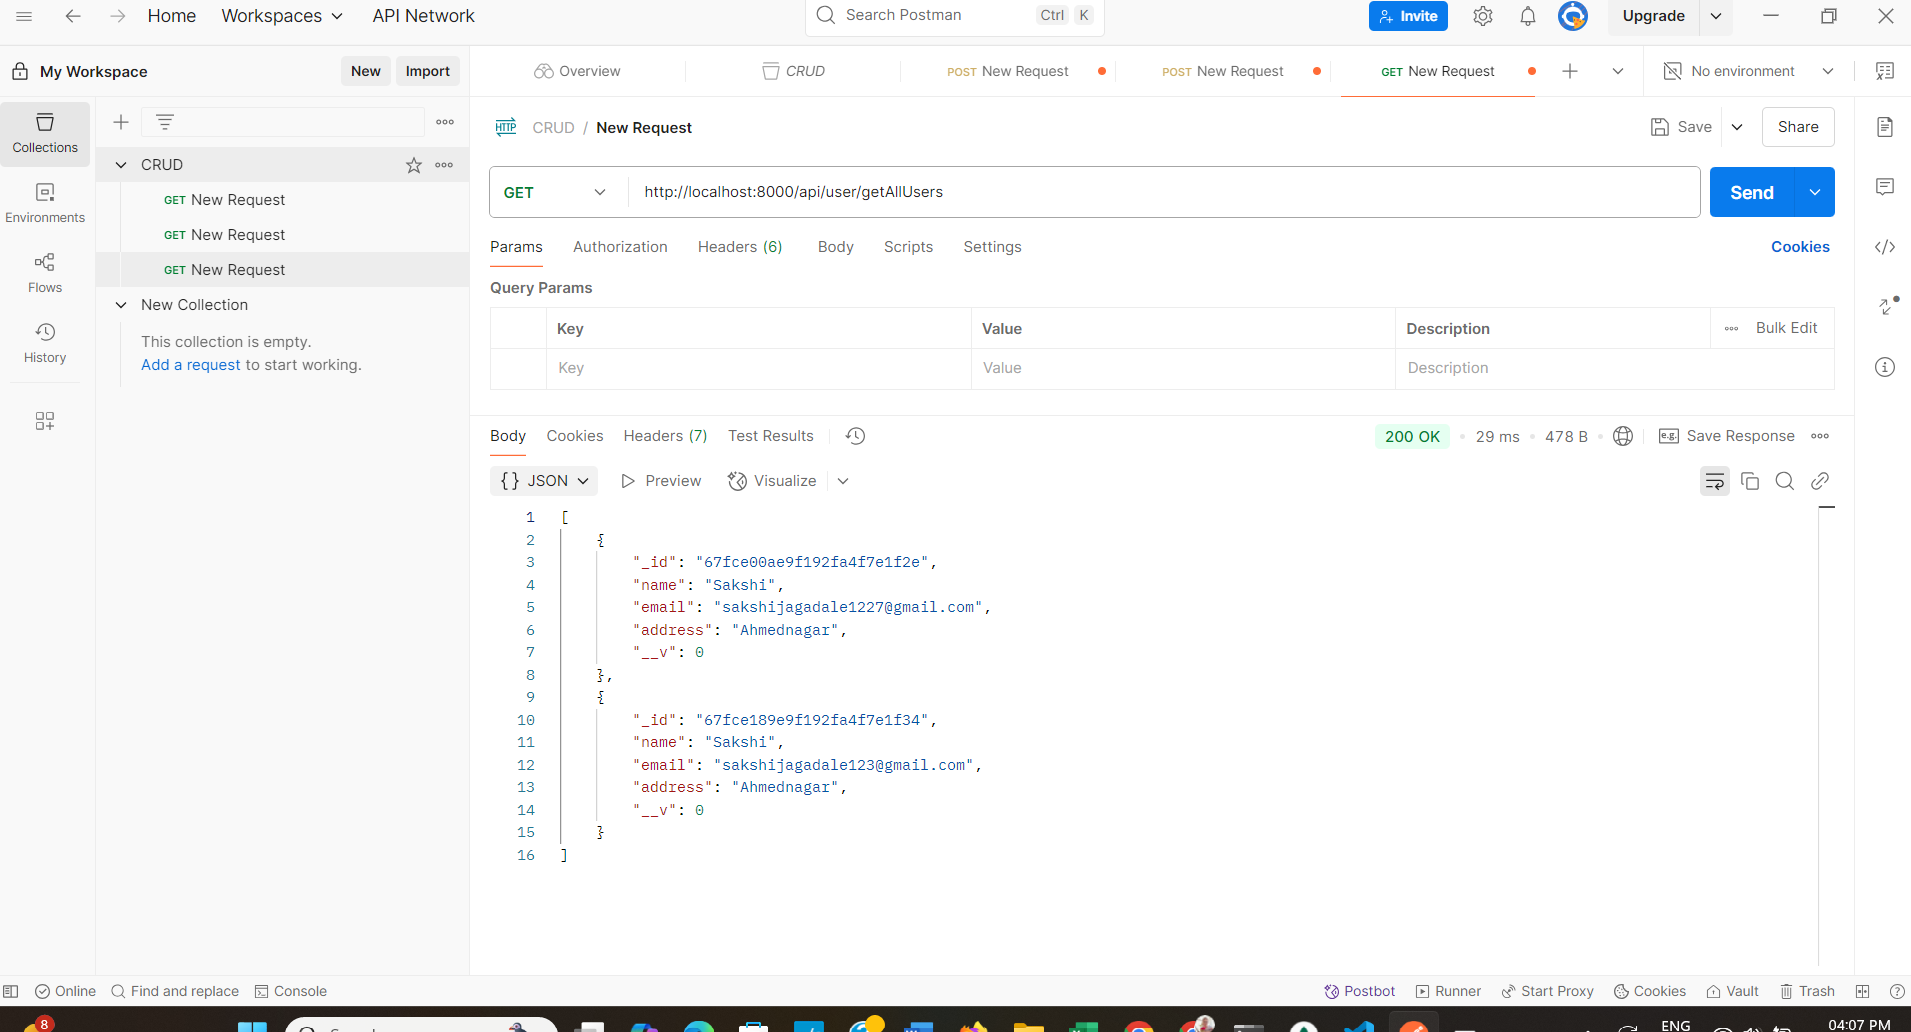 Home Workspaces API Network Search Postman Ctrl K Invite Upgrade
My Workspace New Import Overview CRUD POST New Request POST New Request GET New Request No environment
Collections
Environments
Flows
History
CRUD
GET New Request
GET New Request
GET New Request
New Collection
This collection is empty.
Add a request to start working.
HTTP CRUD / New Request Save Share
GET http://localhost:8000/api/user/getAllUsers Send
Params Authorization Headers (6) Body Scripts Settings Cookies
Query Params
Key Value Description Bulk Edit
Key Value Description
Body Cookies Headers (7) Test Results 200 OK 29 ms 478 B e.g. Save Response
{} JSON Preview Visualize
1 [
2 {
3 "_id": "67fce00ae9f192fa4f7e1f2e",
4 "name": "Sakshi",
5 "email": "sakshijagadale1227@gmail.com",
6 "address": "Ahmednagar",
7 "__v": 0
8 },
9 {
10 "_id": "67fce189e9f192fa4f7e1f34",
11 "name": "Sakshi",
12 "email": "sakshijagadale123@gmail.com",
13 "address": "Ahmednagar",
14 "__v": 0
15 }
16 ]
Online Find and replace Console Postbot Runner Start Proxy Cookies Vault Trash
8 ENG 04:07 PM